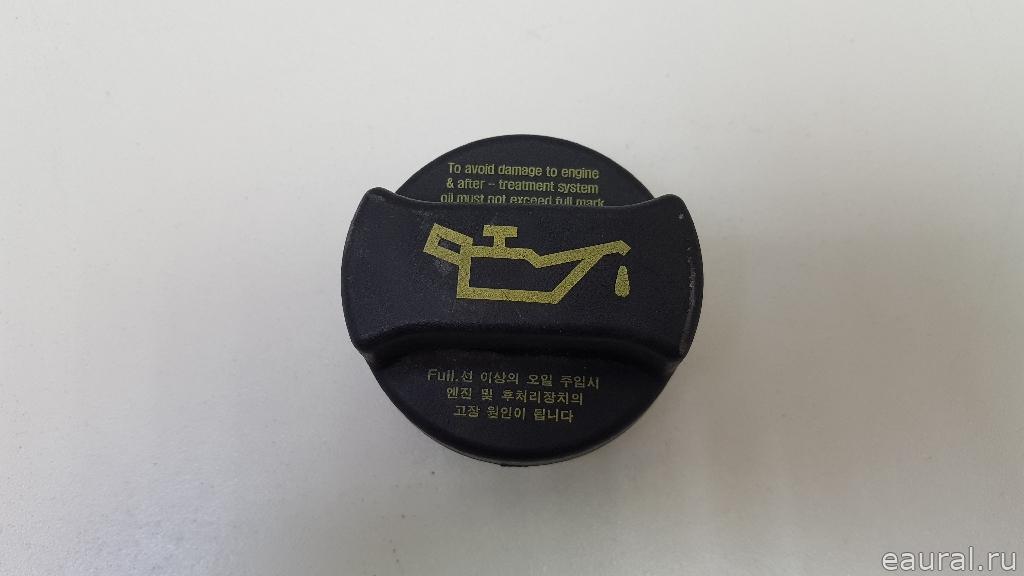 To avoid damage to engine
& after - treatment system
oil must not exceed full mark
Full.선 이상의 오일 주입시
엔진 및 후처리장치의
고장 원인이 됩니다
eaural.ru